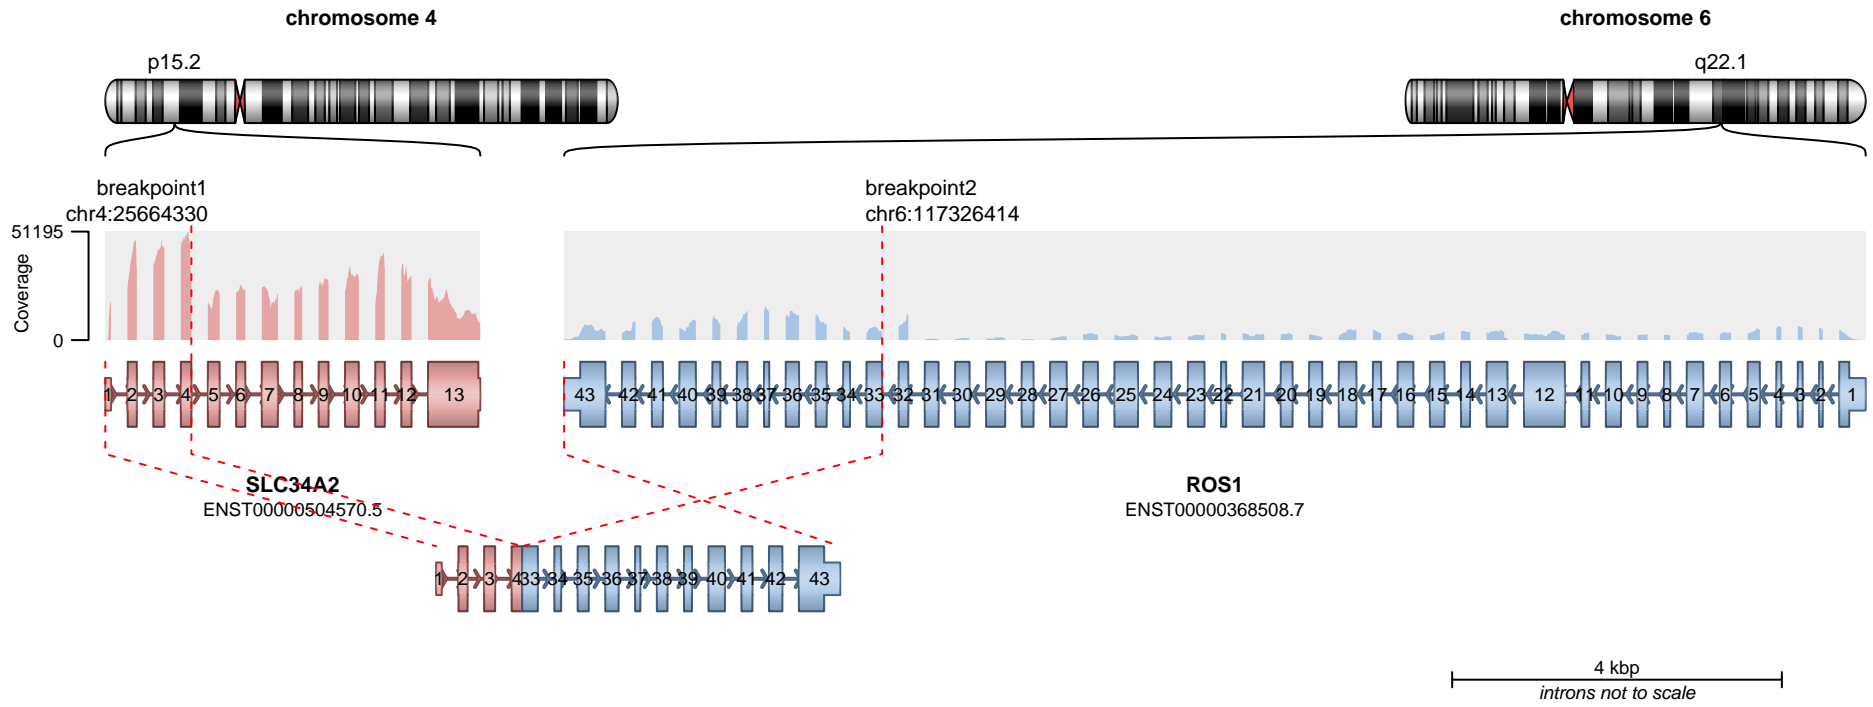 chromosome 4
chromosome 6
p15.2
q22.1
breakpoint1
chr4:25664330
breakpoint2
chr6:117326414
51195
Coverage
0
1 2 3 4 5 6 7 8 9 10 11 12 13
43 42 41 40 39 38 37 36 35 34 33 32 31 30 29 28 27 26 25 24 23 22 21 20 19 18 17 16 15 14 13 12 11 10 9 8 7 6 5 4 3 2 1
SLC34A2
ENST00000504570.5
ROS1
ENST00000368508.7
1 2 3 4 33 34 35 36 37 38 39 40 41 42 43
4 kbp
introns not to scale